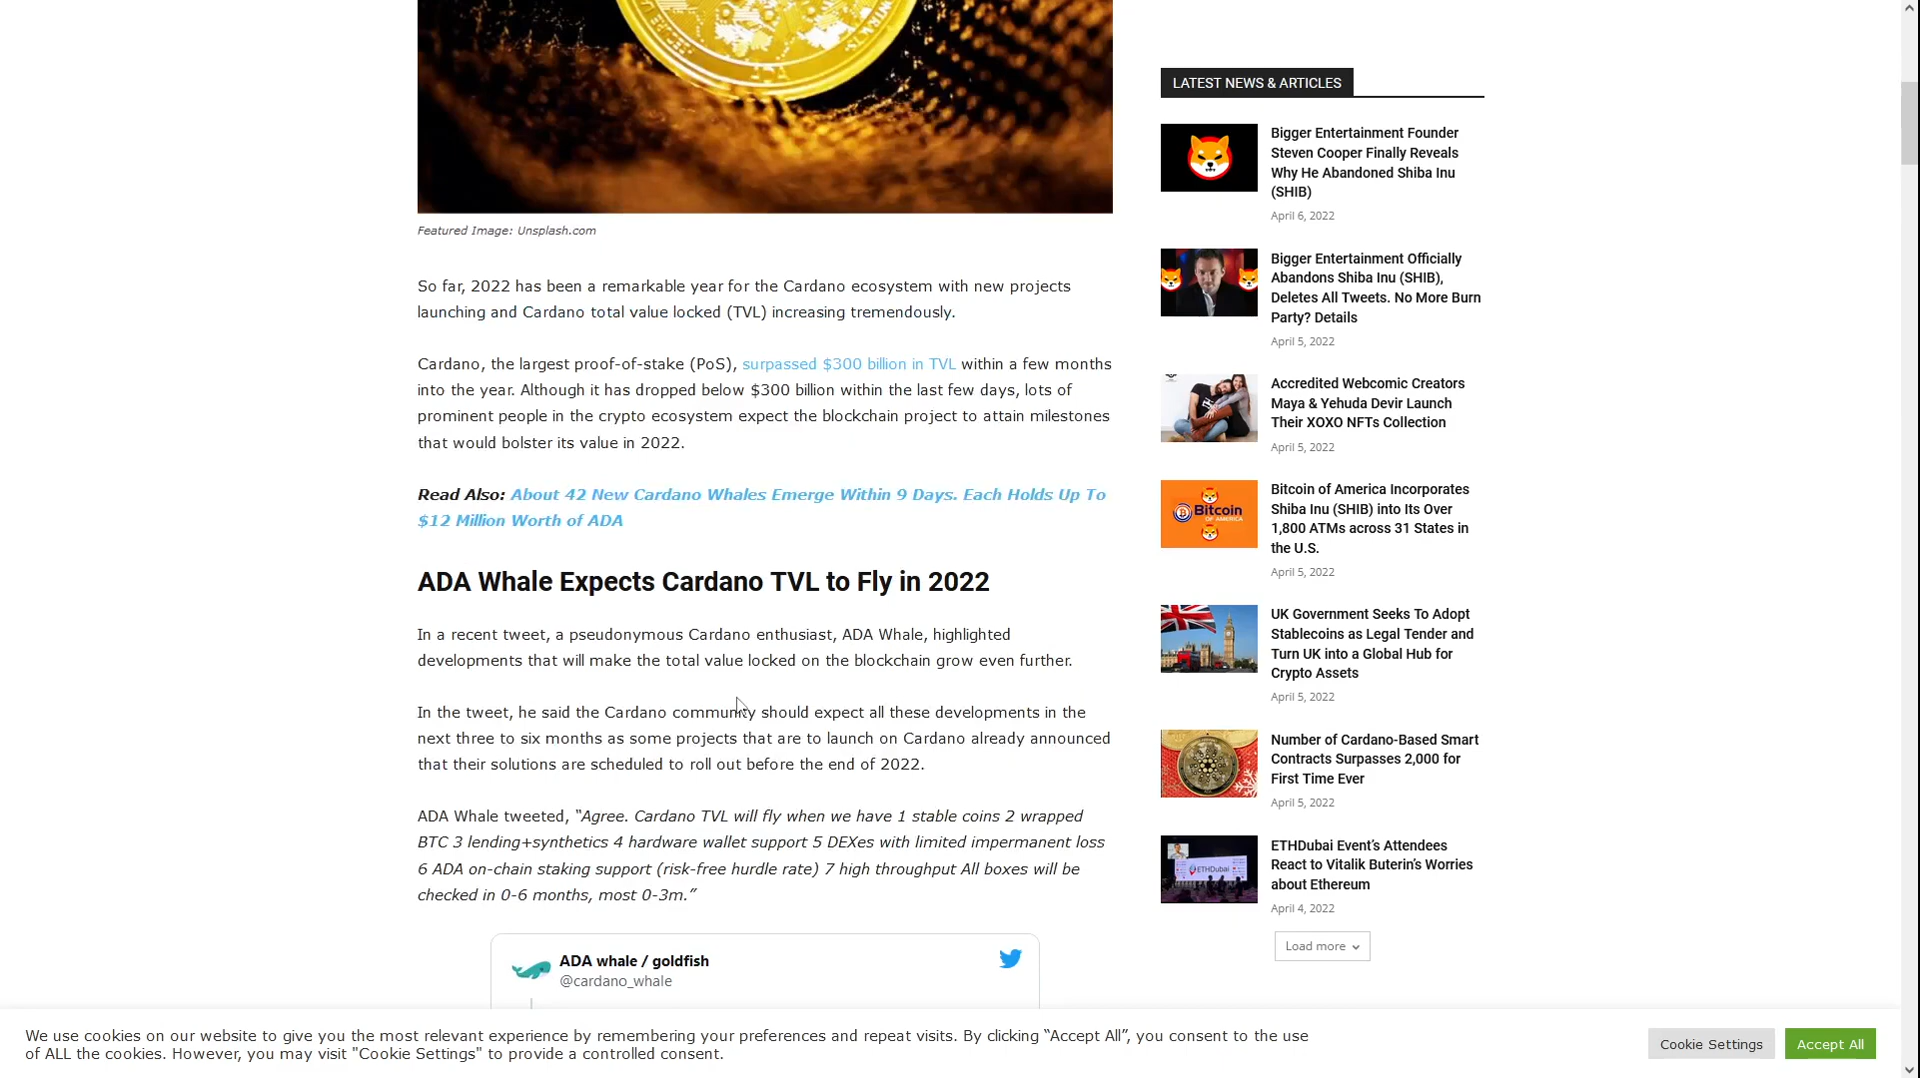 Featured Image: Unsplash.com
So far, 2022 has been a remarkable year for the Cardano ecosystem with new projects
launching and Cardano total value locked (TVL) increasing tremendously.
Cardano, the largest proof-of-stake (PoS), surpassed $300 billion in TVL within a few months
into the year. Although it has dropped below $300 billion within the last few days, lots of
prominent people in the crypto ecosystem expect the blockchain project to attain milestones
that would bolster its value in 2022.
Read Also: About 42 New Cardano Whales Emerge Within 9 Days. Each Holds Up To
$12 Million Worth of ADA
ADA Whale Expects Cardano TVL to Fly in 2022
In a recent tweet, a pseudonymous Cardano enthusiast, ADA Whale, highlighted
developments that will make the total value locked on the blockchain grow even further.
In the tweet, he said the Cardano community should expect all these developments in the
next three to six months as some projects that are to launch on Cardano already announced
that their solutions are scheduled to roll out before the end of 2022.
ADA Whale tweeted, “Agree. Cardano TVL will fly when we have 1 stable coins 2 wrapped
BTC 3 lending+synthetics 4 hardware wallet support 5 DEXes with limited impermanent loss
6 ADA on-chain staking support (risk-free hurdle rate) 7 high throughput All boxes will be
checked in 0-6 months, most 0-3m.”
ADA whale / goldfish
@cardano_whale
LATEST NEWS & ARTICLES
Bigger Entertainment Founder
Steven Cooper Finally Reveals
Why He Abandoned Shiba Inu
(SHIB)
April 6, 2022
Bigger Entertainment Officially
Abandons Shiba Inu (SHIB),
Deletes All Tweets. No More Burn
Party? Details
April 5, 2022
Accredited Webcomic Creators
Maya & Yehuda Devir Launch
Their XOXO NFTs Collection
April 5, 2022
Bitcoin
OF AMERICA
Bitcoin of America Incorporates
Shiba Inu (SHIB) into Its Over
1,800 ATMs across 31 States in
the U.S.
April 5, 2022
UK Government Seeks To Adopt
Stablecoins as Legal Tender and
Turn UK into a Global Hub for
Crypto Assets
April 5, 2022
Number of Cardano-Based Smart
Contracts Surpasses 2,000 for
First Time Ever
April 5, 2022
ETHDubai
ETHDubai Event’s Attendees
React to Vitalik Buterin’s Worries
about Ethereum
April 4, 2022
Load more
We use cookies on our website to give you the most relevant experience by remembering your preferences and repeat visits. By clicking “Accept All”, you consent to the use
of ALL the cookies. However, you may visit "Cookie Settings" to provide a controlled consent.
Cookie Settings
Accept All